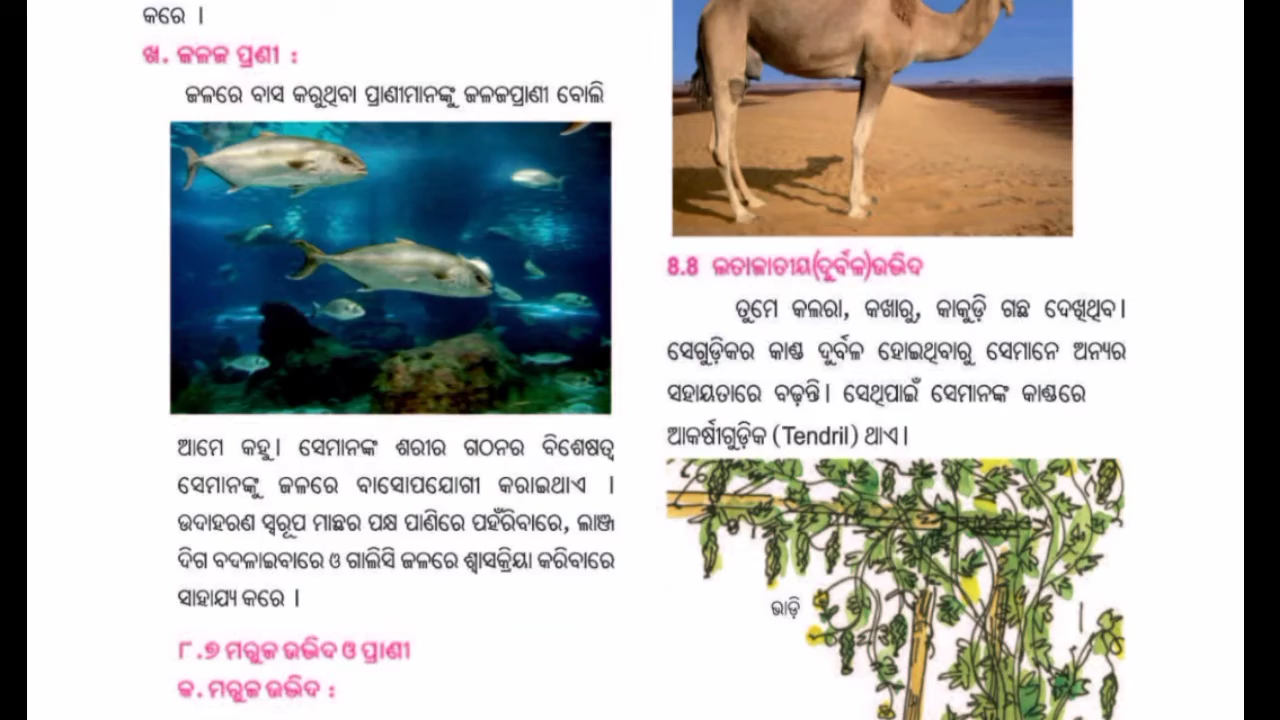 କରେ ।
ଖ. ଜଳଜ ପ୍ରାଣୀ :
ଜଳରେ ବାସ କରୁଥିବା ପ୍ରାଣୀମାନଙ୍କୁ ଜଳଜପ୍ରାଣୀ ବୋଲି
ଆମେ କହୁ। ସେମାନଙ୍କ ଶରୀର ଗଠନର ବିଶେଷତ୍ୱ
ସେମାନଙ୍କୁ ଜଳରେ ବାସୋପଯୋଗୀ କରାଇଥାଏ ।
ଉଦାହରଣ ସ୍ୱରୂପ ମାଛର ପକ୍ଷ ପାଣିରେ ପହଁରିବାରେ, ଲାଞ୍ଜ
ଦିଗ ବଦଳାଇବାରେ ଓ ଗାଲିସି ଜଳରେ ଶ୍ୱାସକ୍ରିୟା କରିବାରେ
ସାହାଯ୍ୟ କରେ ।
୮.୭ ମରୁଜ ଉଦ୍ଭିଦ ଓ ପ୍ରାଣୀ
କ. ମରୁଜ ଉଦ୍ଭିଦ :
8.8 ଲତାଜାତୀୟ(ଦୁର୍ବଳ)ଉଦ୍ଭିଦ
ତୁମେ କଲରା, କଖାରୁ, କାକୁଡ଼ି ଗଛ ଦେଖିଥିବ।
ସେଗୁଡ଼ିକର କାଣ୍ଡ ଦୁର୍ବଳ ହୋଇଥିବାରୁ ସେମାନେ ଅନ୍ୟର
ସହାୟତାରେ ବଢ଼ନ୍ତି। ସେଥିପାଇଁ ସେମାନଙ୍କ କାଣ୍ଡରେ
ଆକର୍ଷୀଗୁଡ଼ିକ (Tendril) ଥାଏ।
ଭାଡ଼ି